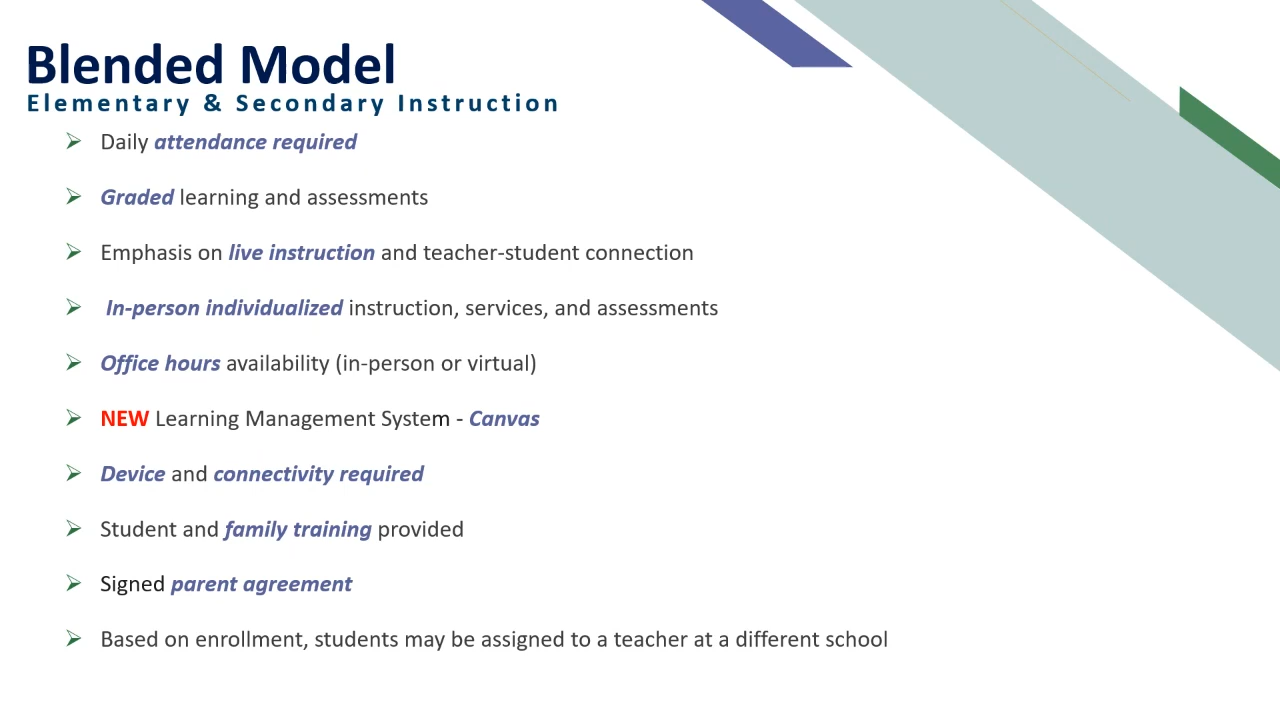 Blended Model
Elementary & Secondary Instruction
Daily attendance required
Graded learning and assessments
Emphasis on live instruction and teacher-student connection
In-person individualized instruction, services, and assessments
Office hours availability (in-person or virtual)
NEW Learning Management System - Canvas
Device and connectivity required
Student and family training provided
Signed parent agreement
Based on enrollment, students may be assigned to a teacher at a different school